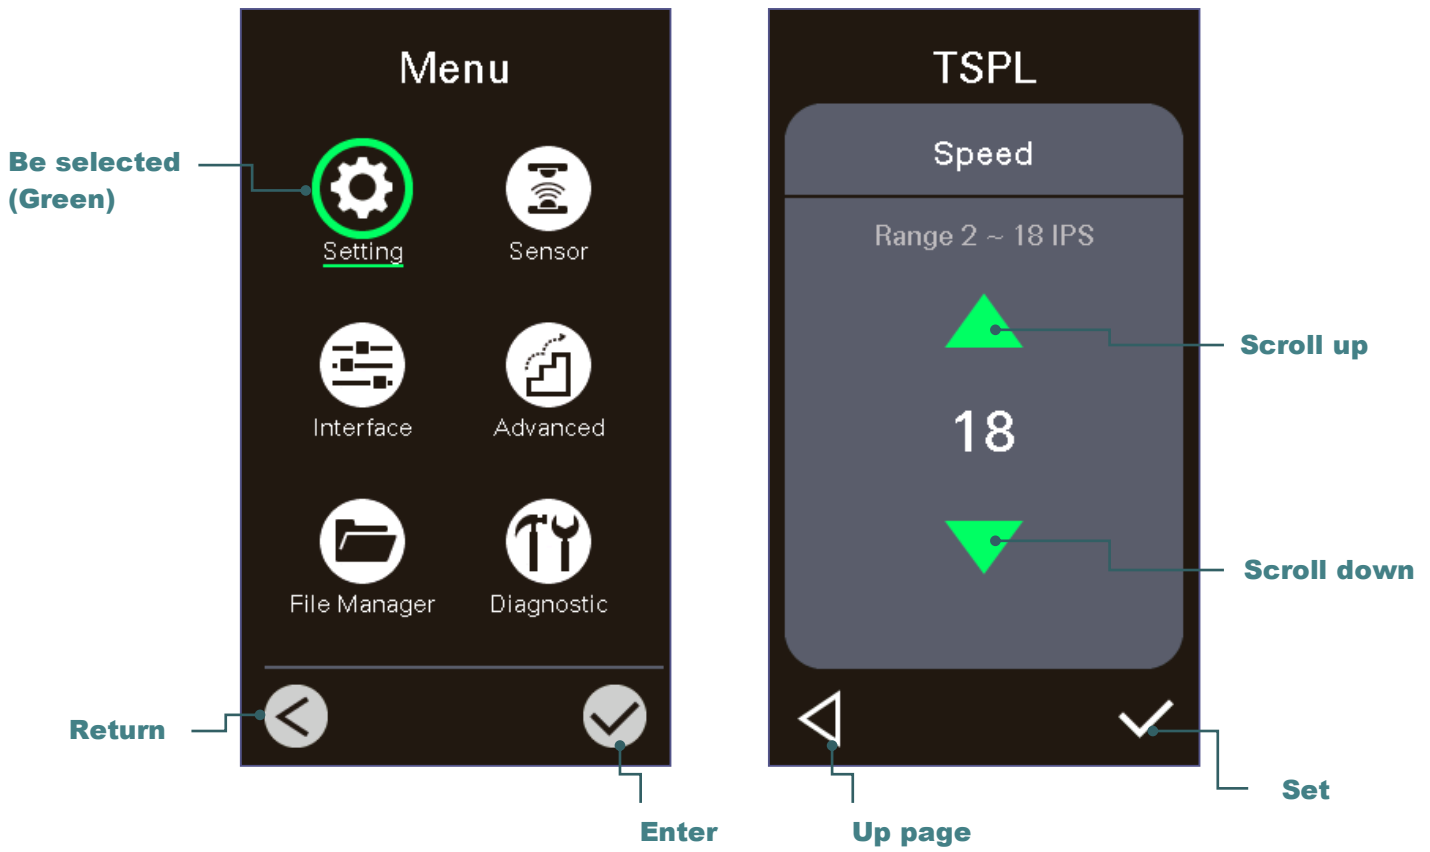 Menu
Be selected
(Green)
Setting
Sensor
Interface
Advanced
File Manager
Diagnostic
Return
Enter
TSPL
Speed
Range 2 ~ 18 IPS
Scroll up
18
Scroll down
Set
Up page